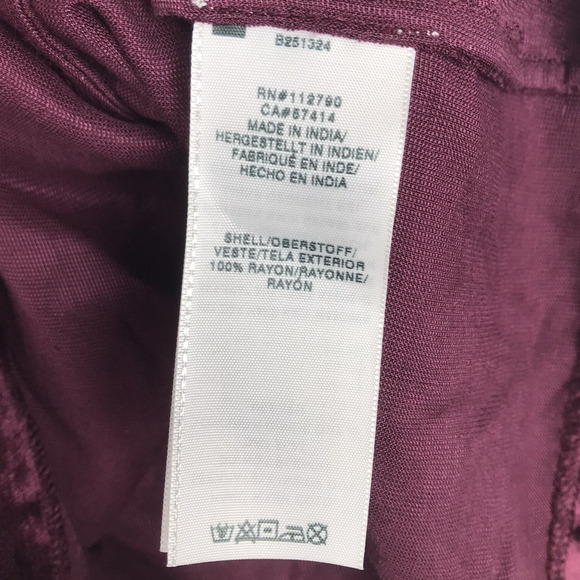 B251324
RN#112790
CA#57414
MADE IN INDIA/
HERGESTELLT IN INDIEN/
FABRIQUÉ EN INDE/
HECHO EN INDIA
SHELL/OBERSTOFF/
VESTE/TELA EXTERIOR
100% RAYON/RAYONNE/
RAYÓN